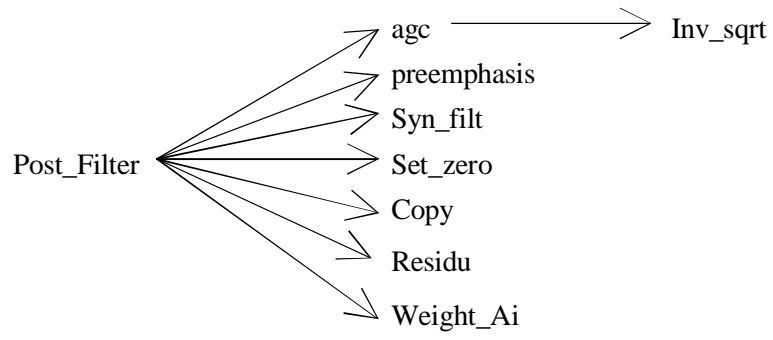 agc Inv_sqrt
preemphasis
Syn_filt
Post_Filter Set_zero
Copy
Residu
Weight_Ai